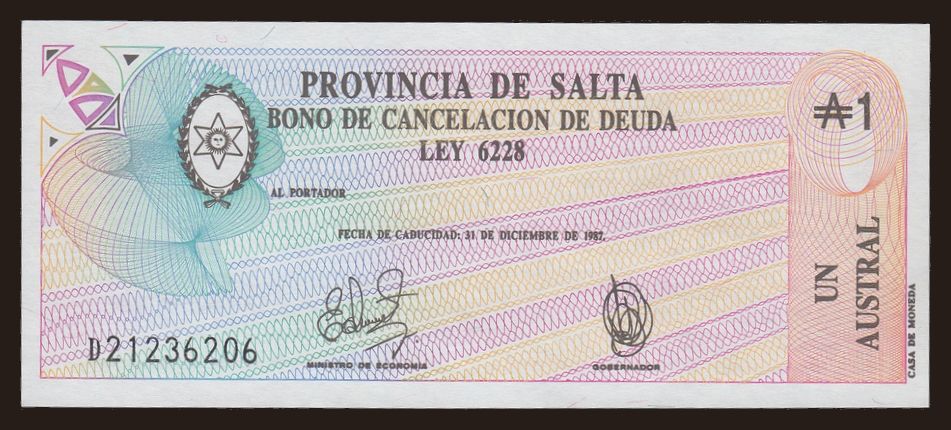 PROVINCIA DE SALTA
BONO DE CANCELACION DE DEUDA
LEY 6228
AL PORTADOR
FECHA DE CADUCIDAD: 31 DE DICIEMBRE DE 1987.
D21236206
MINISTRO DE ECONOMIA
GOBERNADOR
₳1
UN
AUSTRAL
CASA DE MONEDA